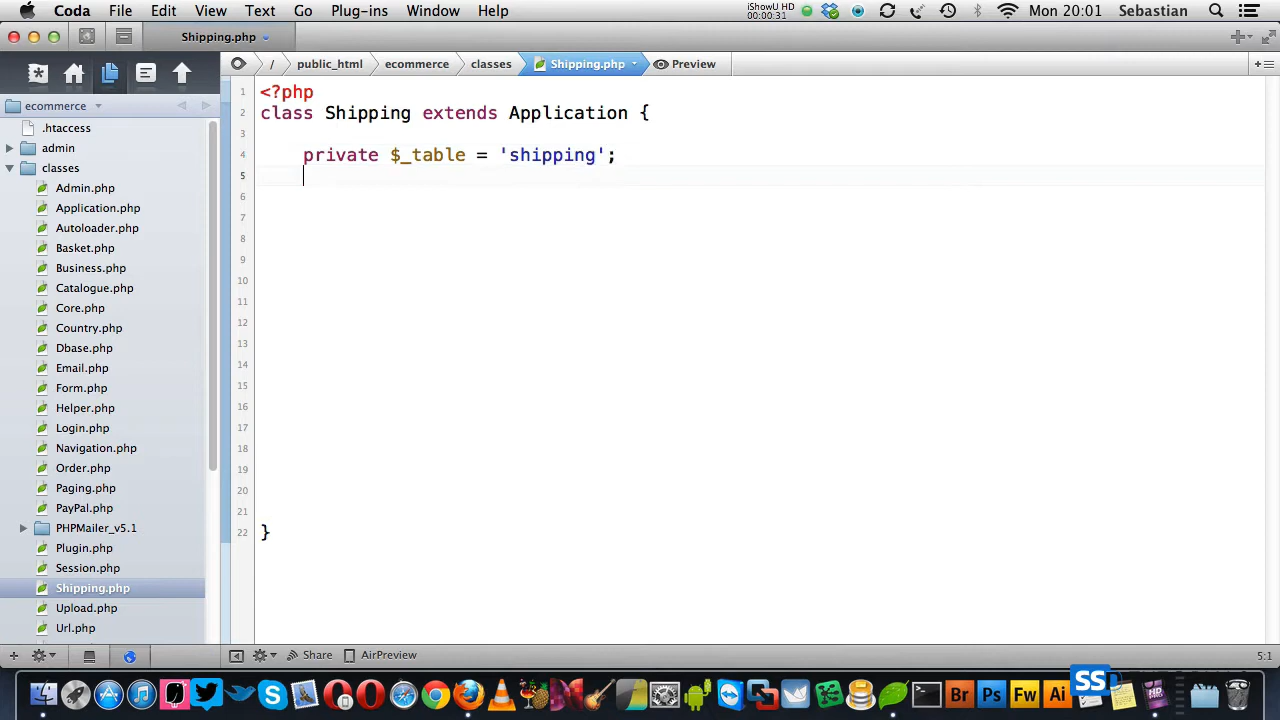 Coda File Edit View Text Go Plug-ins Window Help iShowU HD 00:00:31 Mon 20:01 Sebastian
Shipping.php
/ public_html ecommerce classes Shipping.php Preview
ecommerce
.htaccess
admin
classes
Admin.php
Application.php
Autoloader.php
Basket.php
Business.php
Catalogue.php
Core.php
Country.php
Dbase.php
Email.php
Form.php
Helper.php
Login.php
Navigation.php
Order.php
Paging.php
PayPal.php
PHPMailer_v5.1
Plugin.php
Session.php
Shipping.php
Upload.php
Url.php
1 <?php
2 class Shipping extends Application {
3
4 private $_table = 'shipping';
5
6
7
8
9
10
11
12
13
14
15
16
17
18
19
20
21
22 }
Share AirPreview 5:1
Br Ps Fw Ai SS